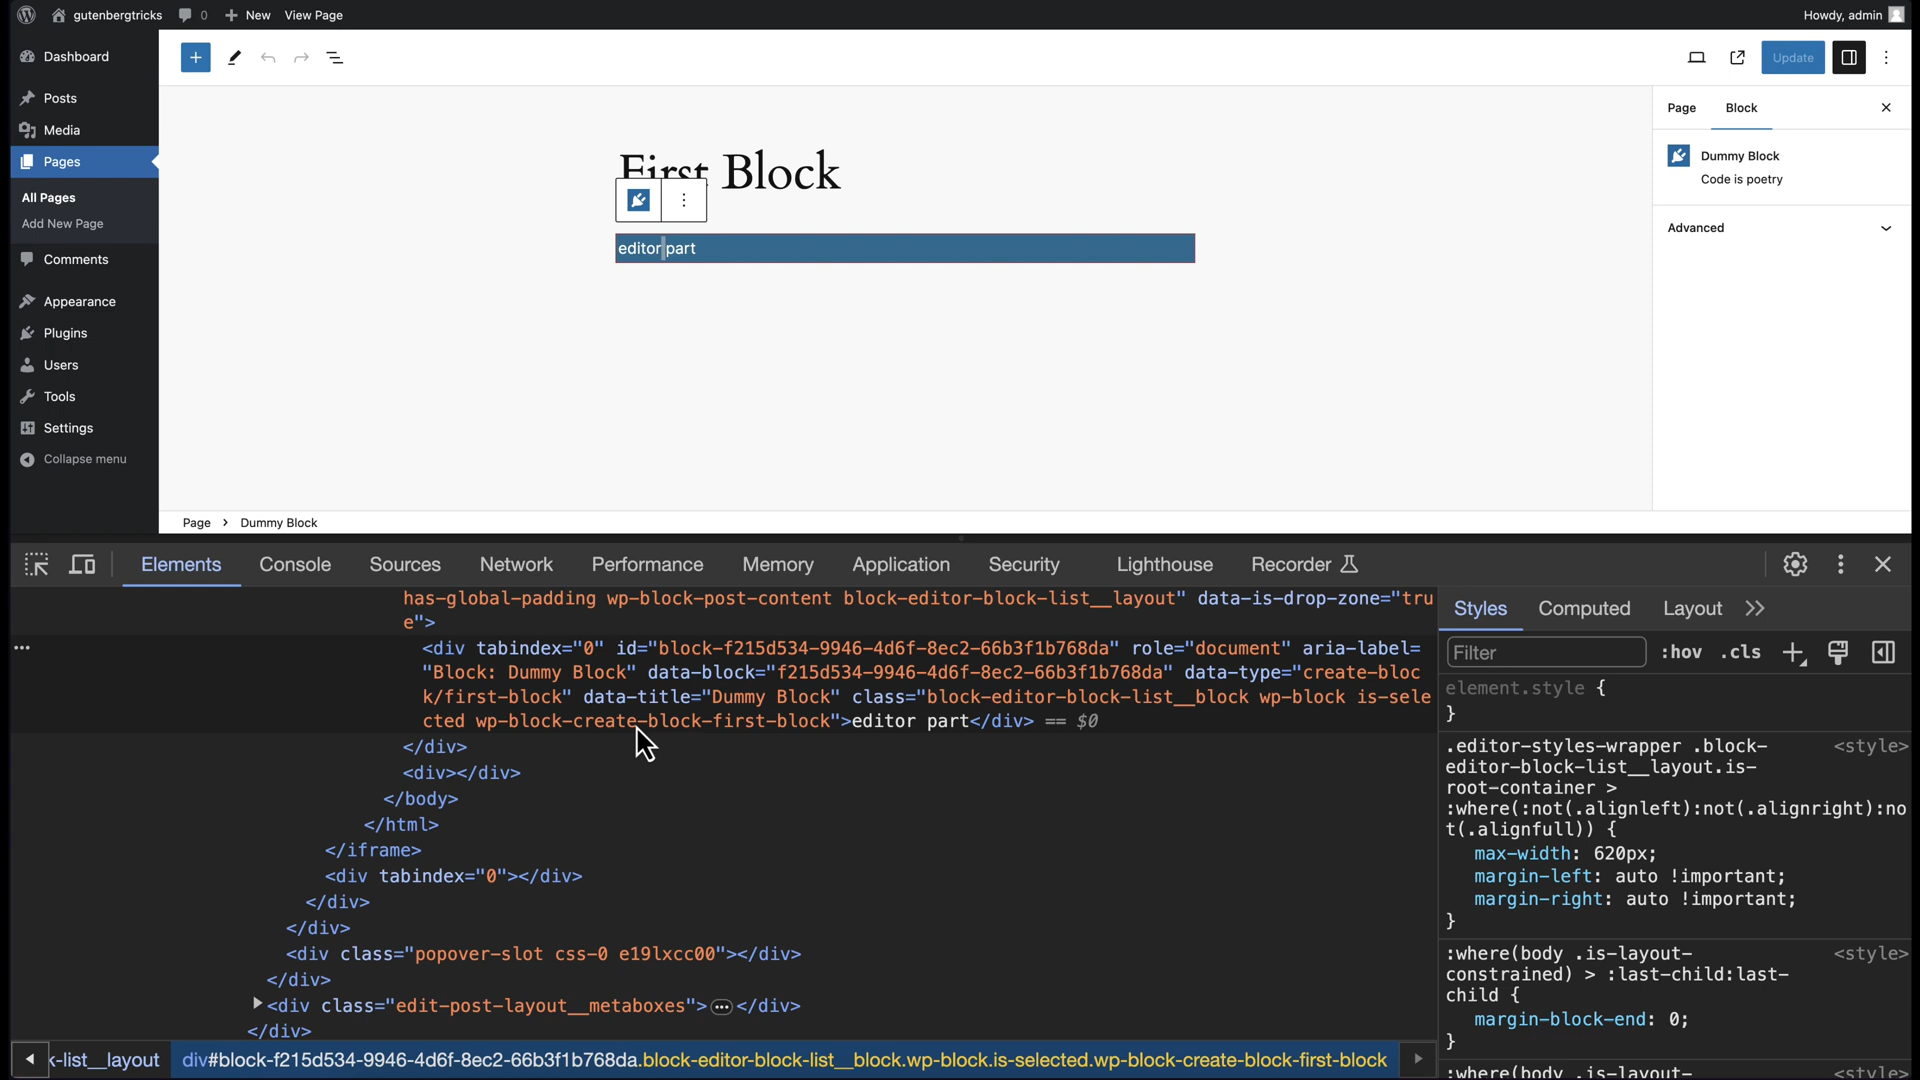 gutenbergtricks 0 New View Page Howdy, admin
Dashboard
Posts
Media
Pages
All Pages
Add New Page
Comments
Appearance
Plugins
Users
Tools
Settings
Collapse menu
Update
First Block
editor part
Page Block
Dummy Block
Code is poetry
Advanced
Page Dummy Block
Elements Console Sources Network Performance Memory Application Security Lighthouse Recorder
has-global-padding wp-block-post-content block-editor-block-list__layout" data-is-drop-zone="tru
e">
<div tabindex="0" id="block-f215d534-9946-4d6f-8ec2-66b3f1b768da" role="document" aria-label=
"Block: Dummy Block" data-block="f215d534-9946-4d6f-8ec2-66b3f1b768da" data-type="create-bloc
k/first-block" data-title="Dummy Block" class="block-editor-block-list__block wp-block is-sele
cted wp-block-create-block-first-block">editor part</div> == $0
</div>
<div></div>
</body>
</html>
</iframe>
<div tabindex="0"></div>
</div>
</div>
<div class="popover-slot css-0 e19lxcc00"></div>
</div>
<div class="edit-post-layout__metaboxes">…</div>
</div>
k-list__layout div#block-f215d534-9946-4d6f-8ec2-66b3f1b768da.block-editor-block-list__block.wp-block.is-selected.wp-block-create-block-first-block
Styles Computed Layout
Filter :hov .cls
element.style {
}
.editor-styles-wrapper .block- <style>
editor-block-list__layout.is-
root-container >
:where(:not(.alignleft):not(.alignright):no
t(.alignfull)) {
max-width: 620px;
margin-left: auto !important;
margin-right: auto !important;
}
:where(body .is-layout- <style>
constrained) > :last-child:last-
child {
margin-block-end: 0;
}
:where(body .is-layout- <style>